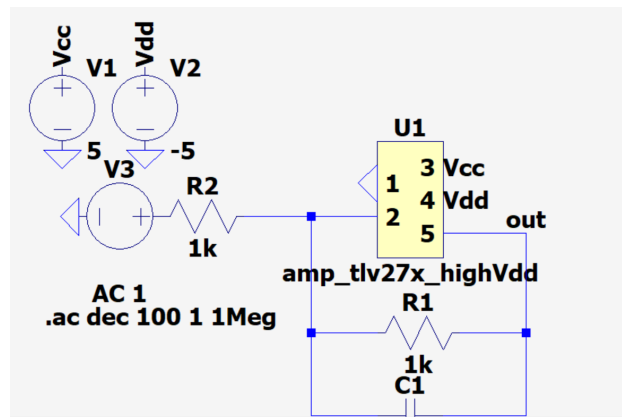 Vcc
Vdd
V1
V2
5
-5
V3
R2
1k
AC 1
.ac dec 100 1 1Meg
U1
1
2
3
4
5
Vcc
Vdd
out
amp_tlv27x_highVdd
R1
1k
C1